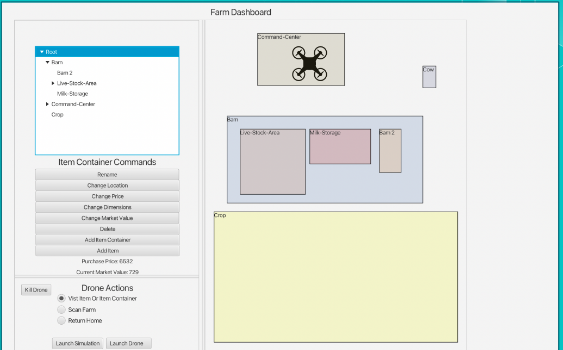 Farm Dashboard
Root
Barn
Barn 2
Live-Stock-Area
Milk-Storage
Command-Center
Crop
Item Container Commands
Rename
Change Location
Change Price
Change Dimensions
Change Market Value
Delete
Add Item Container
Add Item
Purchase Price: 6532
Current Market Value: 729
Kill Drone
Drone Actions
Vist Item Or Item Container
Scan Farm
Return Home
Launch Simulation
Launch Drone
Command-Center
Cow
Barn
Live-Stock-Area
Milk-Storage
Barn 2
Crop